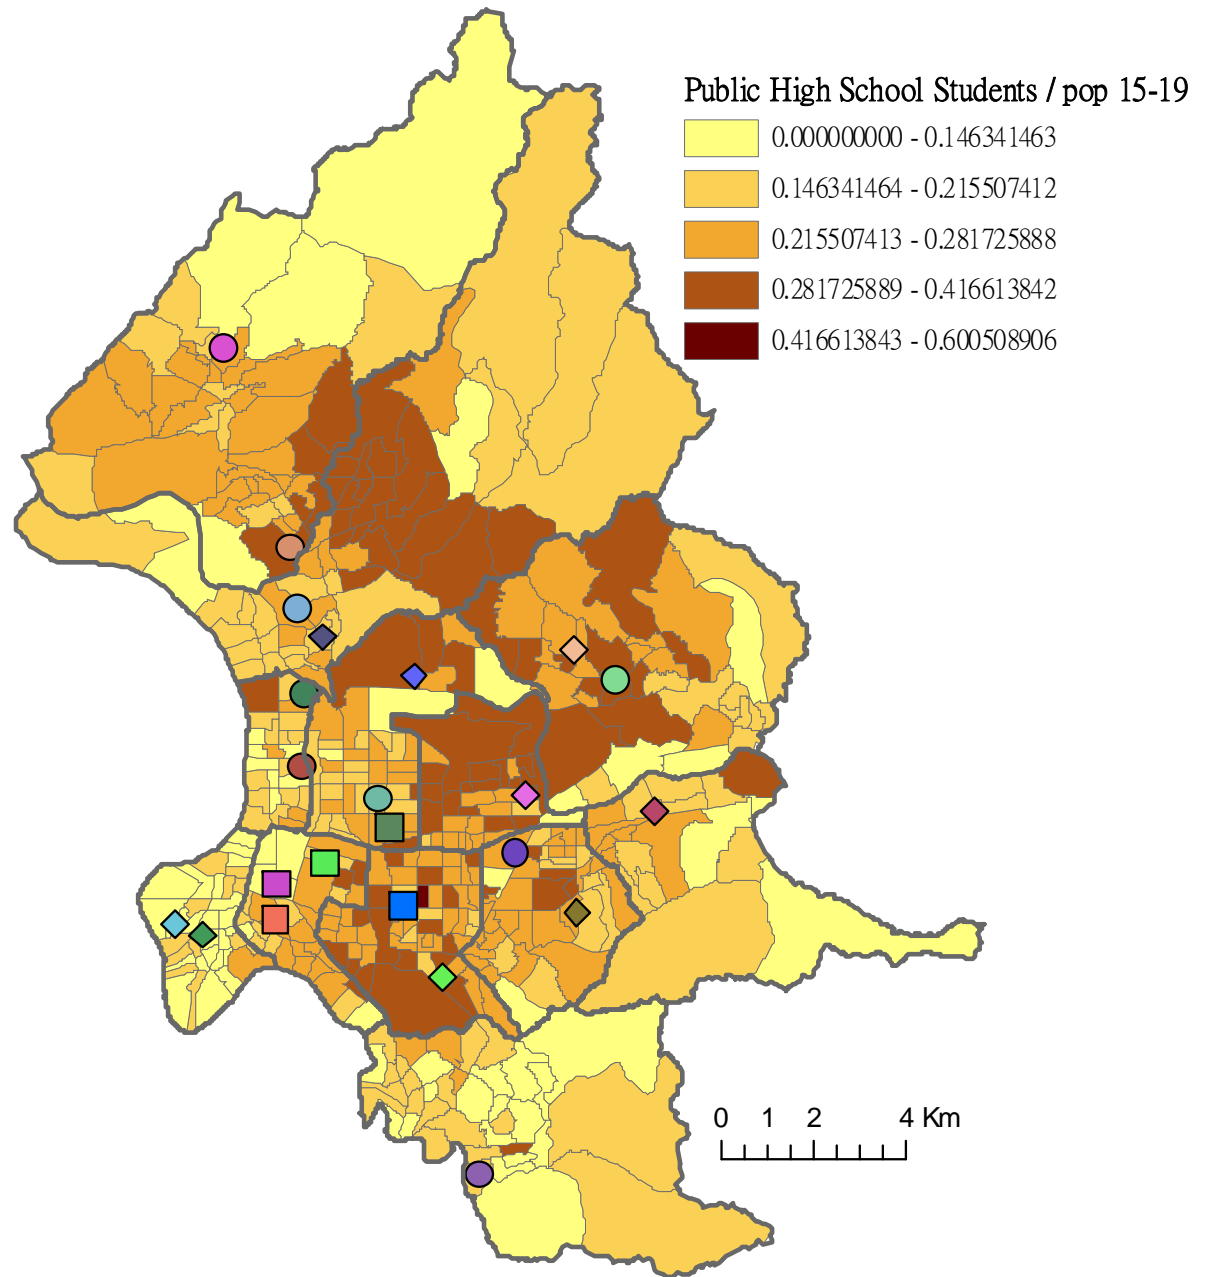 Public High School Students / pop 15-19
0.000000000 - 0.146341463
0.146341464 - 0.215507412
0.215507413 - 0.281725888
0.281725889 - 0.416613842
0.416613843 - 0.600508906
0 1 2 4 Km